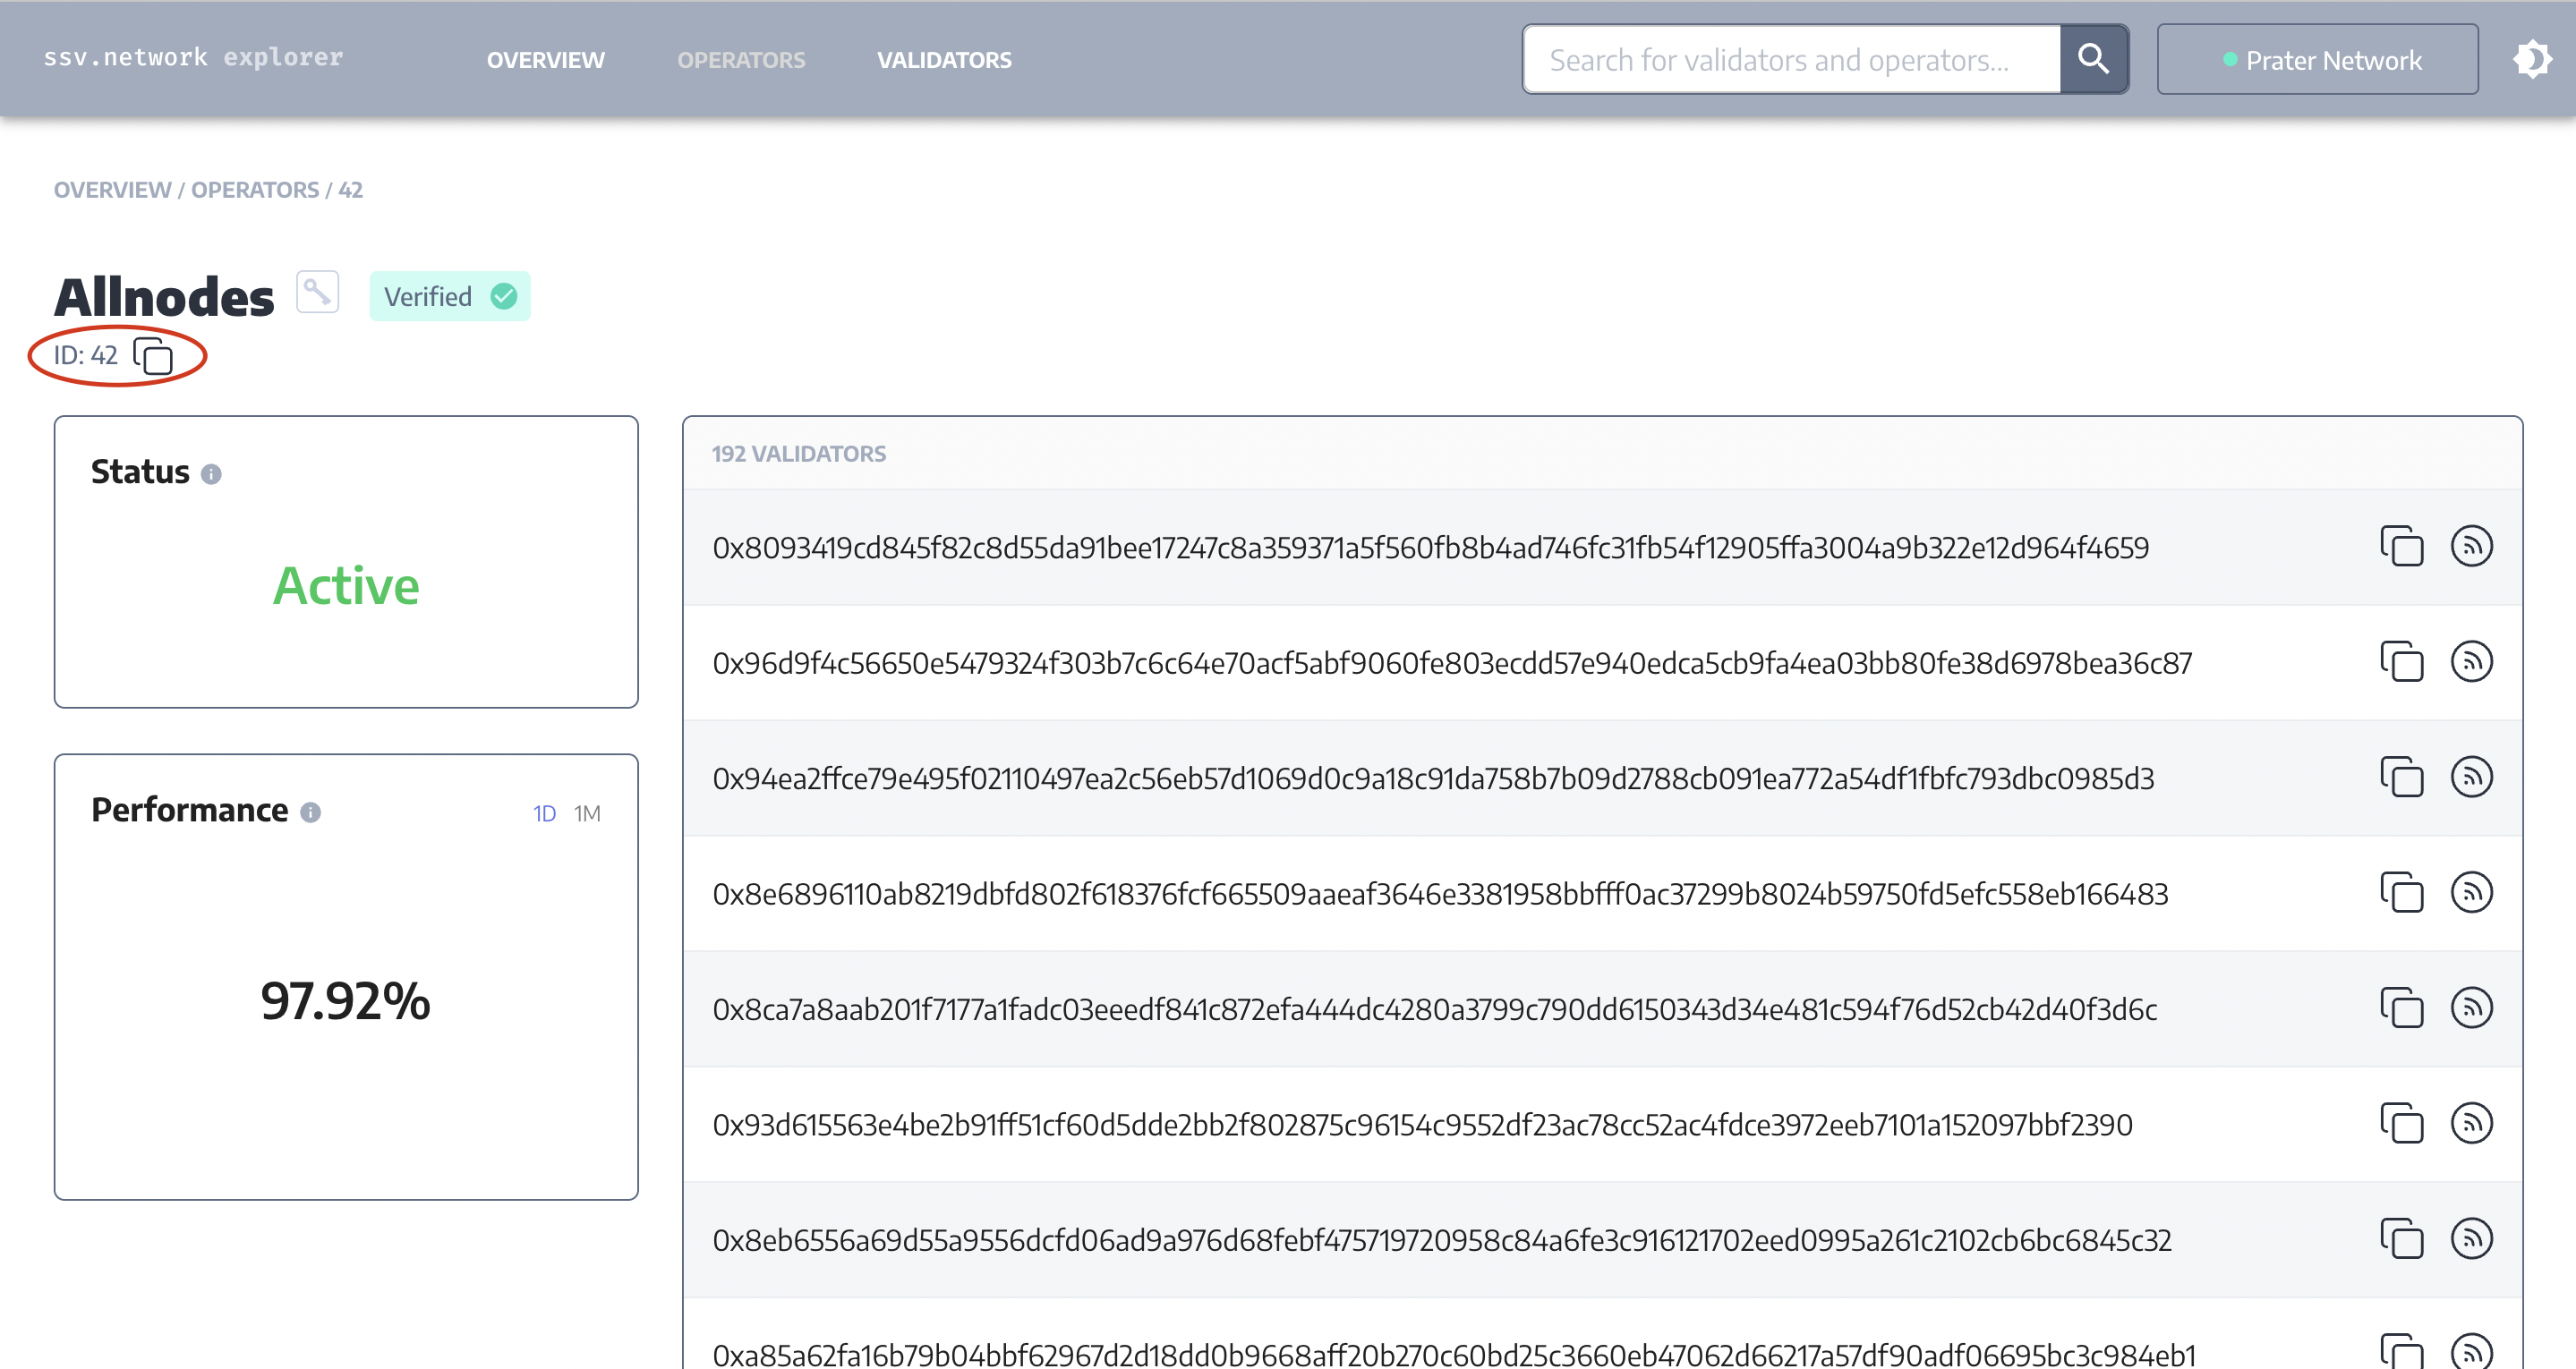 ssv.network explorer
OVERVIEW
OPERATORS
VALIDATORS
Search for validators and operators...
Prater Network
OVERVIEW / OPERATORS / 42
Allnodes
Verified
ID: 42
Status
Active
Performance
1D 1M
97.92%
192 VALIDATORS
0x8093419cd845f82c8d55da91bee17247c8a359371a5f560fb8b4ad746fc31fb54f12905ffa3004a9b322e12d964f4659
0x96d9f4c56650e5479324f303b7c6c64e70acf5abf9060fe803ecdd57e940edca5cb9fa4ea03bb80fe38d6978bea36c87
0x94ea2ffce79e495f02110497ea2c56eb57d1069d0c9a18c91da758b7b09d2788cb091ea772a54df1fbfc793dbc0985d3
0x8e6896110ab8219dbfd802f618376fcf665509aaeaf3646e3381958bbfff0ac37299b8024b59750fd5efc558eb166483
0x8ca7a8aab201f7177a1fadc03eeedf841c872efa444dc4280a3799c790dd6150343d34e481c594f76d52cb42d40f3d6c
0x93d615563e4be2b91ff51cf60d5dde2bb2f802875c96154c9552df23ac78cc52ac4fdce3972eeb7101a152097bbf2390
0x8eb6556a69d55a9556dcfd06ad9a976d68febf475719720958c84a6fe3c916121702eed0995a261c2102cb6bc6845c32
0xa85a62fa16b79b04bbf62967d2d18dd0b9668aff20b270c60bd25c3660eb47062d66217a57df90adf06695bc3c984eb1